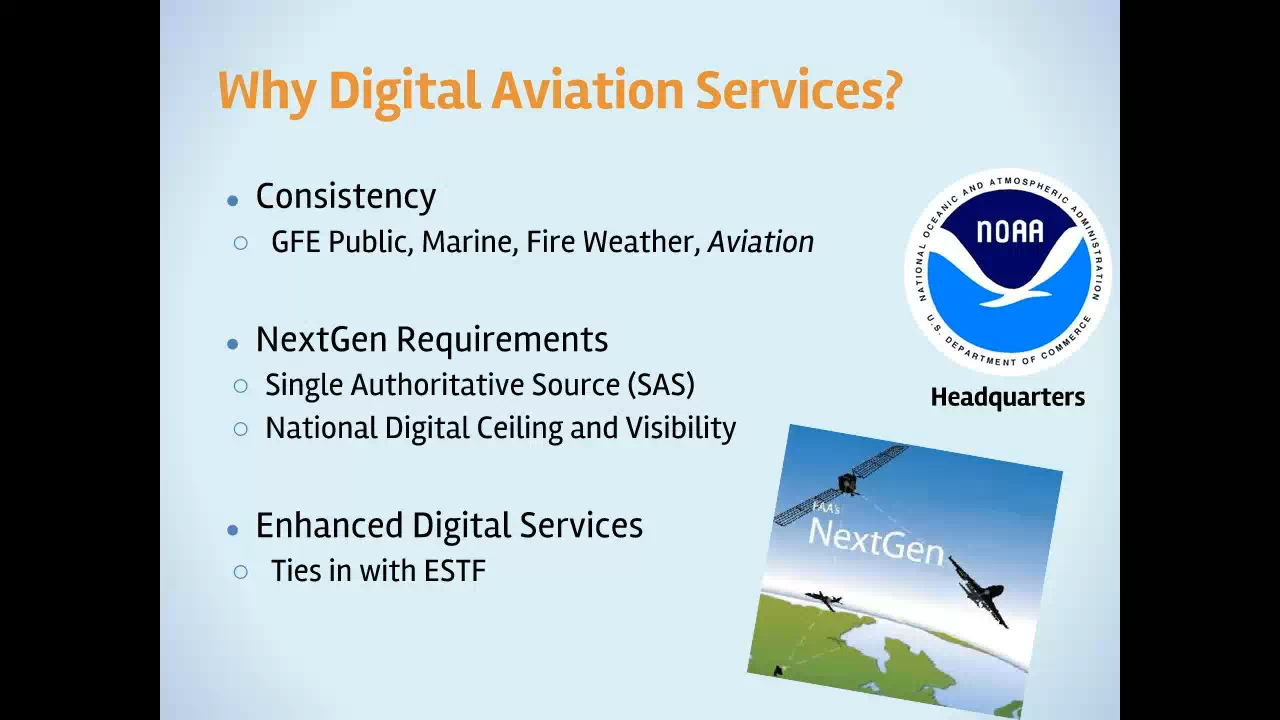 Why Digital Aviation Services?
Consistency
GFE Public, Marine, Fire Weather, Aviation
NextGen Requirements
Single Authoritative Source (SAS)
National Digital Ceiling and Visibility
Enhanced Digital Services
Ties in with ESTF
NATIONAL OCEANIC AND ATMOSPHERIC ADMINISTRATION
NOAA
U.S. DEPARTMENT OF COMMERCE
Headquarters
FAA's
NextGen